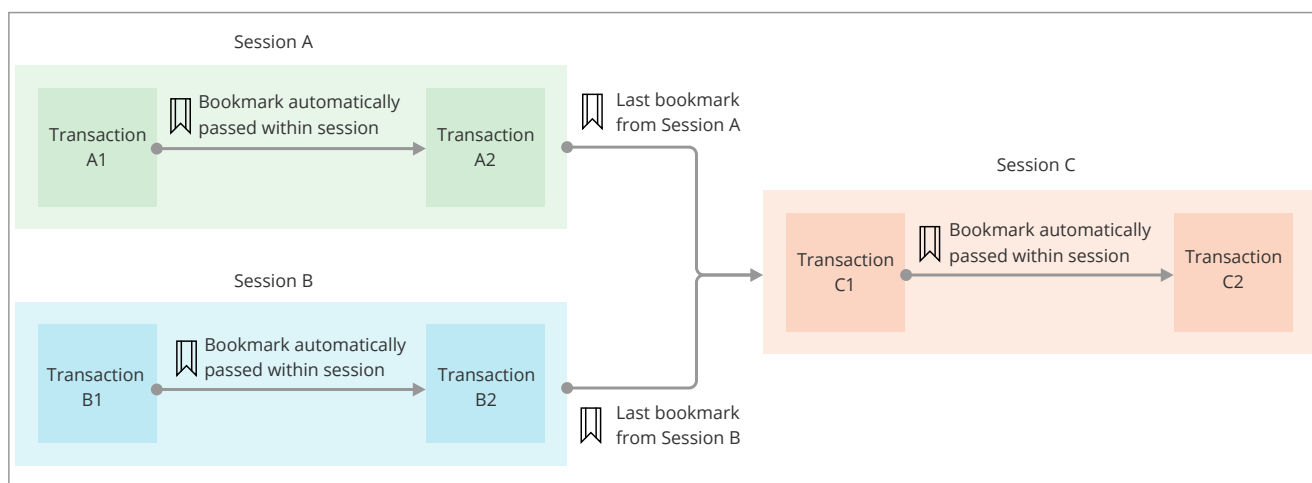 Session A
Transaction
A1
Bookmark automatically
passed within session
Transaction
A2
Last bookmark
from Session A
Session B
Transaction
B1
Bookmark automatically
passed within session
Transaction
B2
Last bookmark
from Session B
Session C
Transaction
C1
Bookmark automatically
passed within session
Transaction
C2